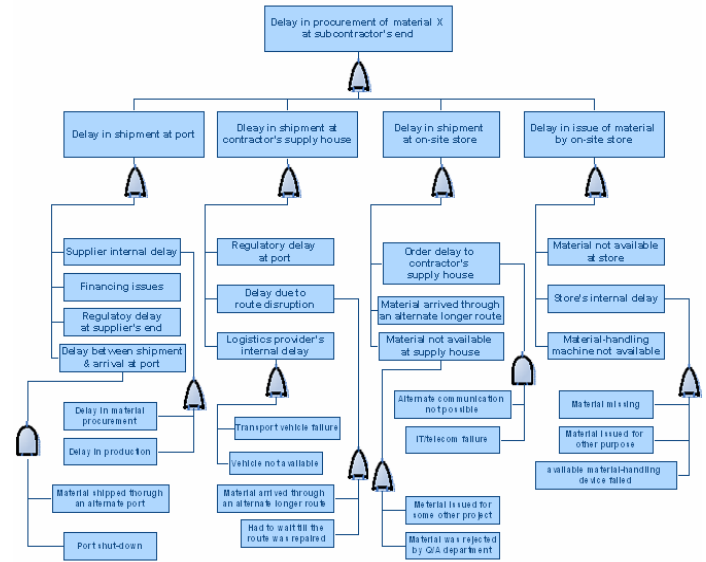 Delay in procurement of material X
at subcontractor's end
Delay in shipment at port
Dleay in shipment at
contractor's supply house
Delay in shipment
at on-site store
Delay in issue of material
by on-site store
Supplier internal delay
Financing issues
Regulatoy delay
at supplier's end
Delay between shipment
& arrival at port
Delay in material
procurement
Delay in production
Material shipped thorugh
an alternate port
Port shut-down
Regulatory delay
at port
Delay due to
route disruption
Logistics provider's
internal delay
Transport vehicle failure
Vehicle not available
Material arrived through
an alternate longer route
Had to wait till the
route was repaired
Order delay to
contractor's
supply house
Material arrived through
an alternate longer route
Material not available
at supply house
Alternate communication
not possible
IT/telecom failure
Meterial issued for
some other project
Material was rejected
by Q/A department
Material not available
at store
Store's internal delay
Material-handling
machine not available
Material missing
Material issued for
other purpose
available material-handling
device failed